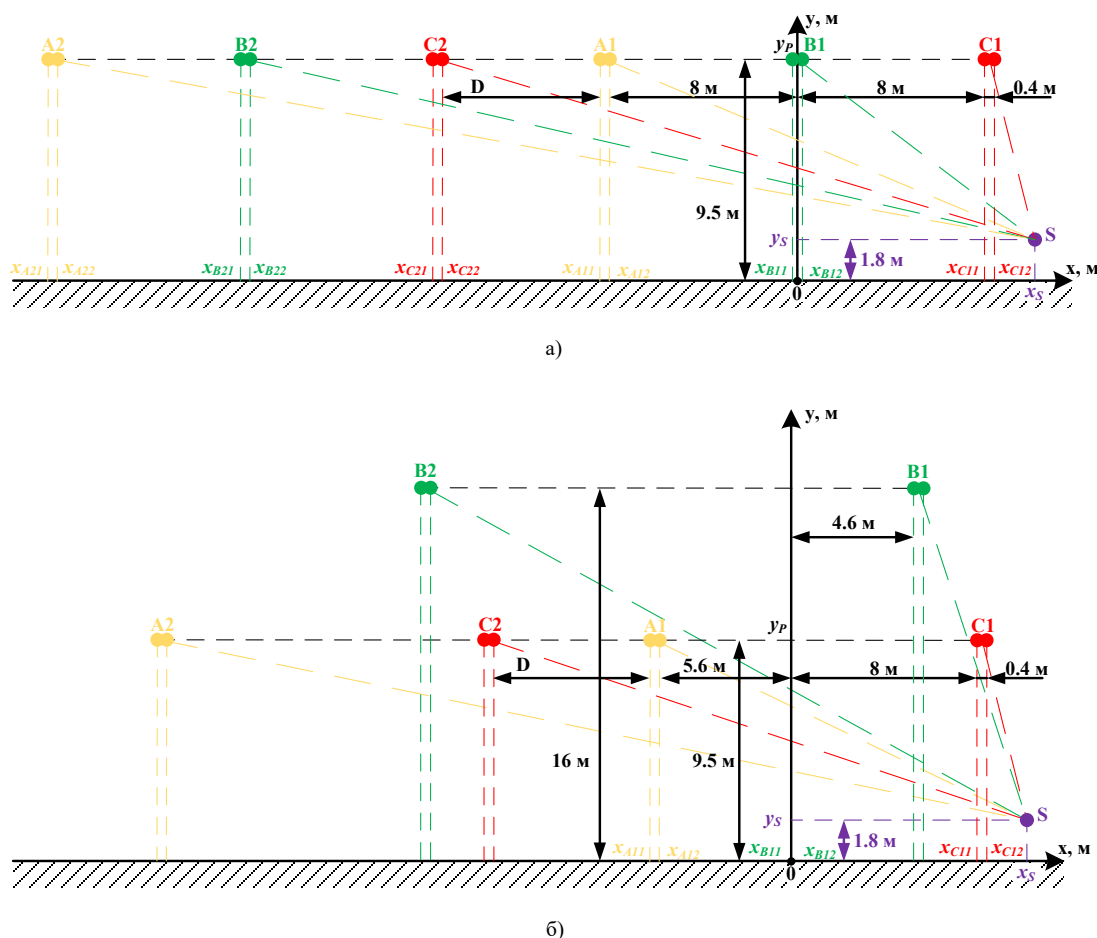 y, м
A2 B2 C2 A1 y_P B1 C1
D 8 м 8 м 0.4 м
9.5 м
y_S S
1.8 м
x_A21 x_A22 x_B21 x_B22 x_C21 x_C22 x_A11 x_A12 x_B11 x_B12 x_C11 x_C12 x, м
0 x_S
а)
y, м
B2 B1
4.6 м
A2 C2 A1 y_P C1
D 5.6 м 8 м 0.4 м
16 м 9.5 м
y_S S
1.8 м
x_A11 x_A12 x_B11 x_B12 x_C11 x_C12 x, м
0 x_S
б)